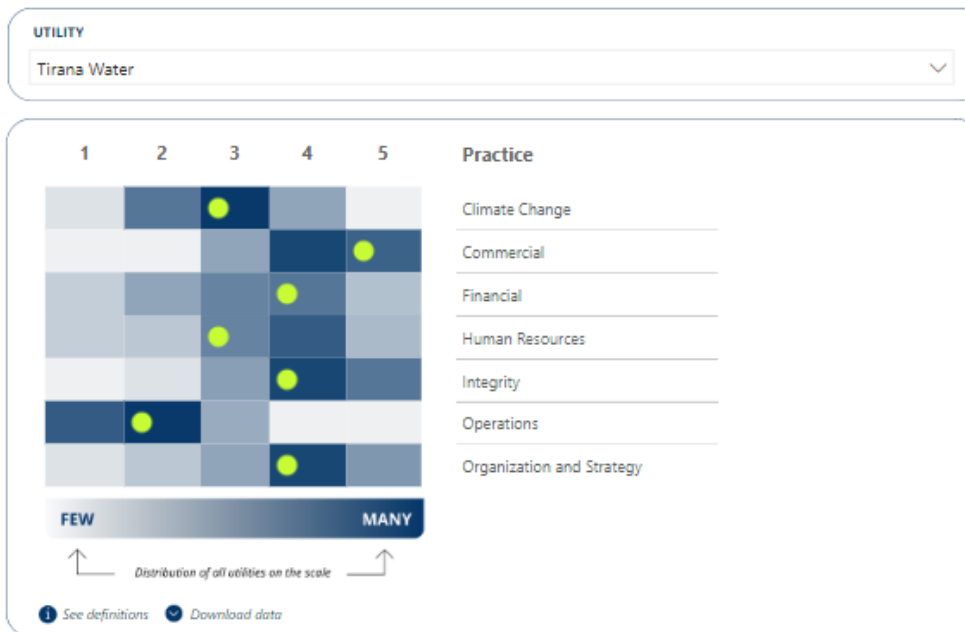 UTILITY
Tirana Water
1 2 3 4 5 Practice
Climate Change
Commercial
Financial
Human Resources
Integrity
Operations
Organization and Strategy
FEW MANY
Distribution of all utilities on the scale
i See definitions Download data